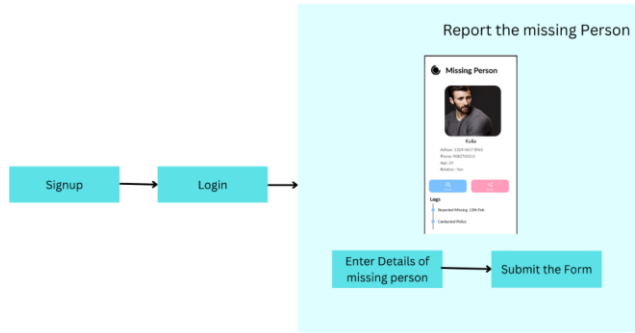 Report the missing Person
Missing Person
Kylie
Reported Missing, 12th Feb
Contacted Police
Logs
Signup
Login
Enter Details of
missing person
Submit the Form